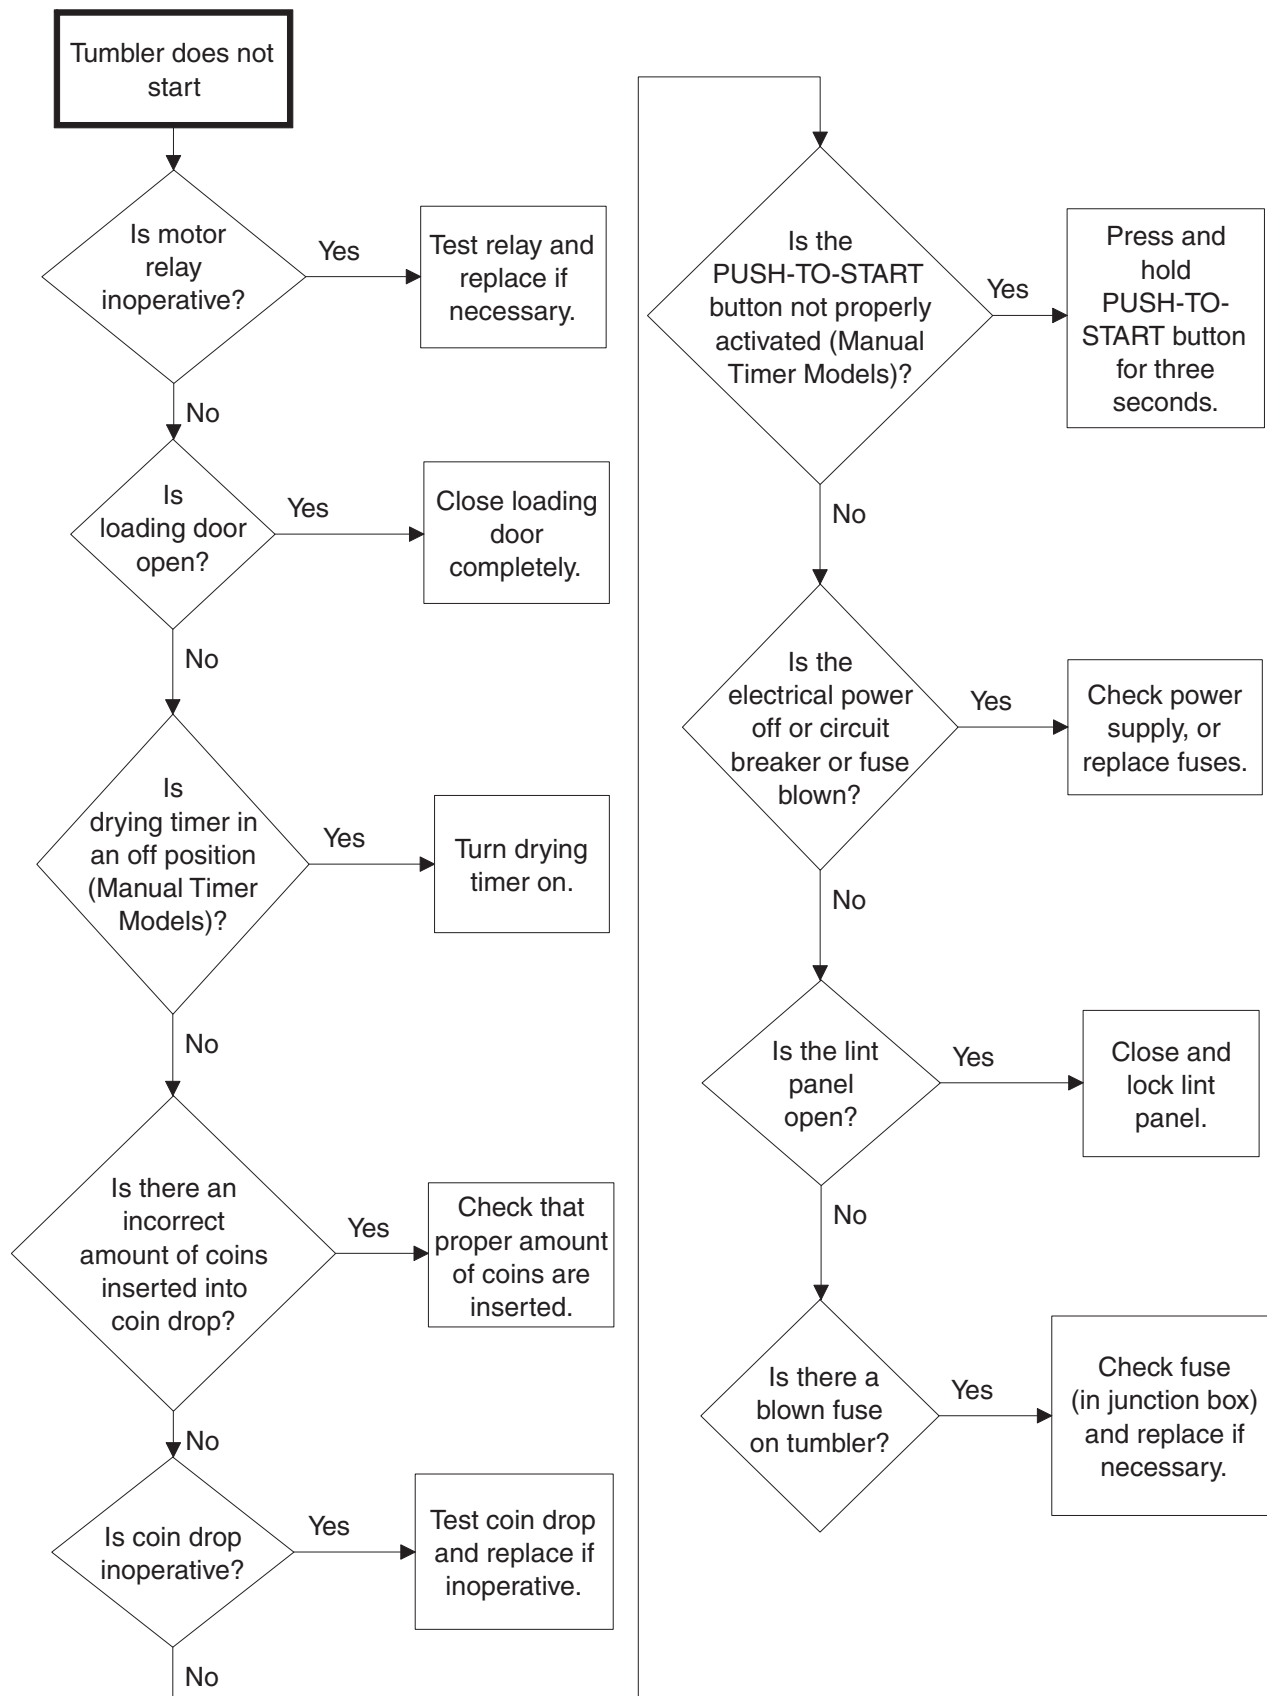 Tumbler does not
start
Is motor
relay
inoperative?
Yes
Test relay and
replace if
necessary.
No
Is
loading door
open?
Yes
Close loading
door
completely.
No
Is
drying timer in
an off position
(Manual Timer
Models)?
Yes
Turn drying
timer on.
No
Is there an
incorrect
amount of coins
inserted into
coin drop?
Yes
Check that
proper amount
of coins are
inserted.
No
Is coin drop
inoperative?
Yes
Test coin drop
and replace if
inoperative.
No
Is the
PUSH-TO-START
button not properly
activated (Manual
Timer Models)?
Yes
Press and
hold
PUSH-TO-
START button
for three
seconds.
No
Is the
electrical power
off or circuit
breaker or fuse
blown?
Yes
Check power
supply, or
replace fuses.
No
Is the lint
panel
open?
Yes
Close and
lock lint
panel.
No
Is there a
blown fuse
on tumbler?
Yes
Check fuse
(in junction box)
and replace if
necessary.